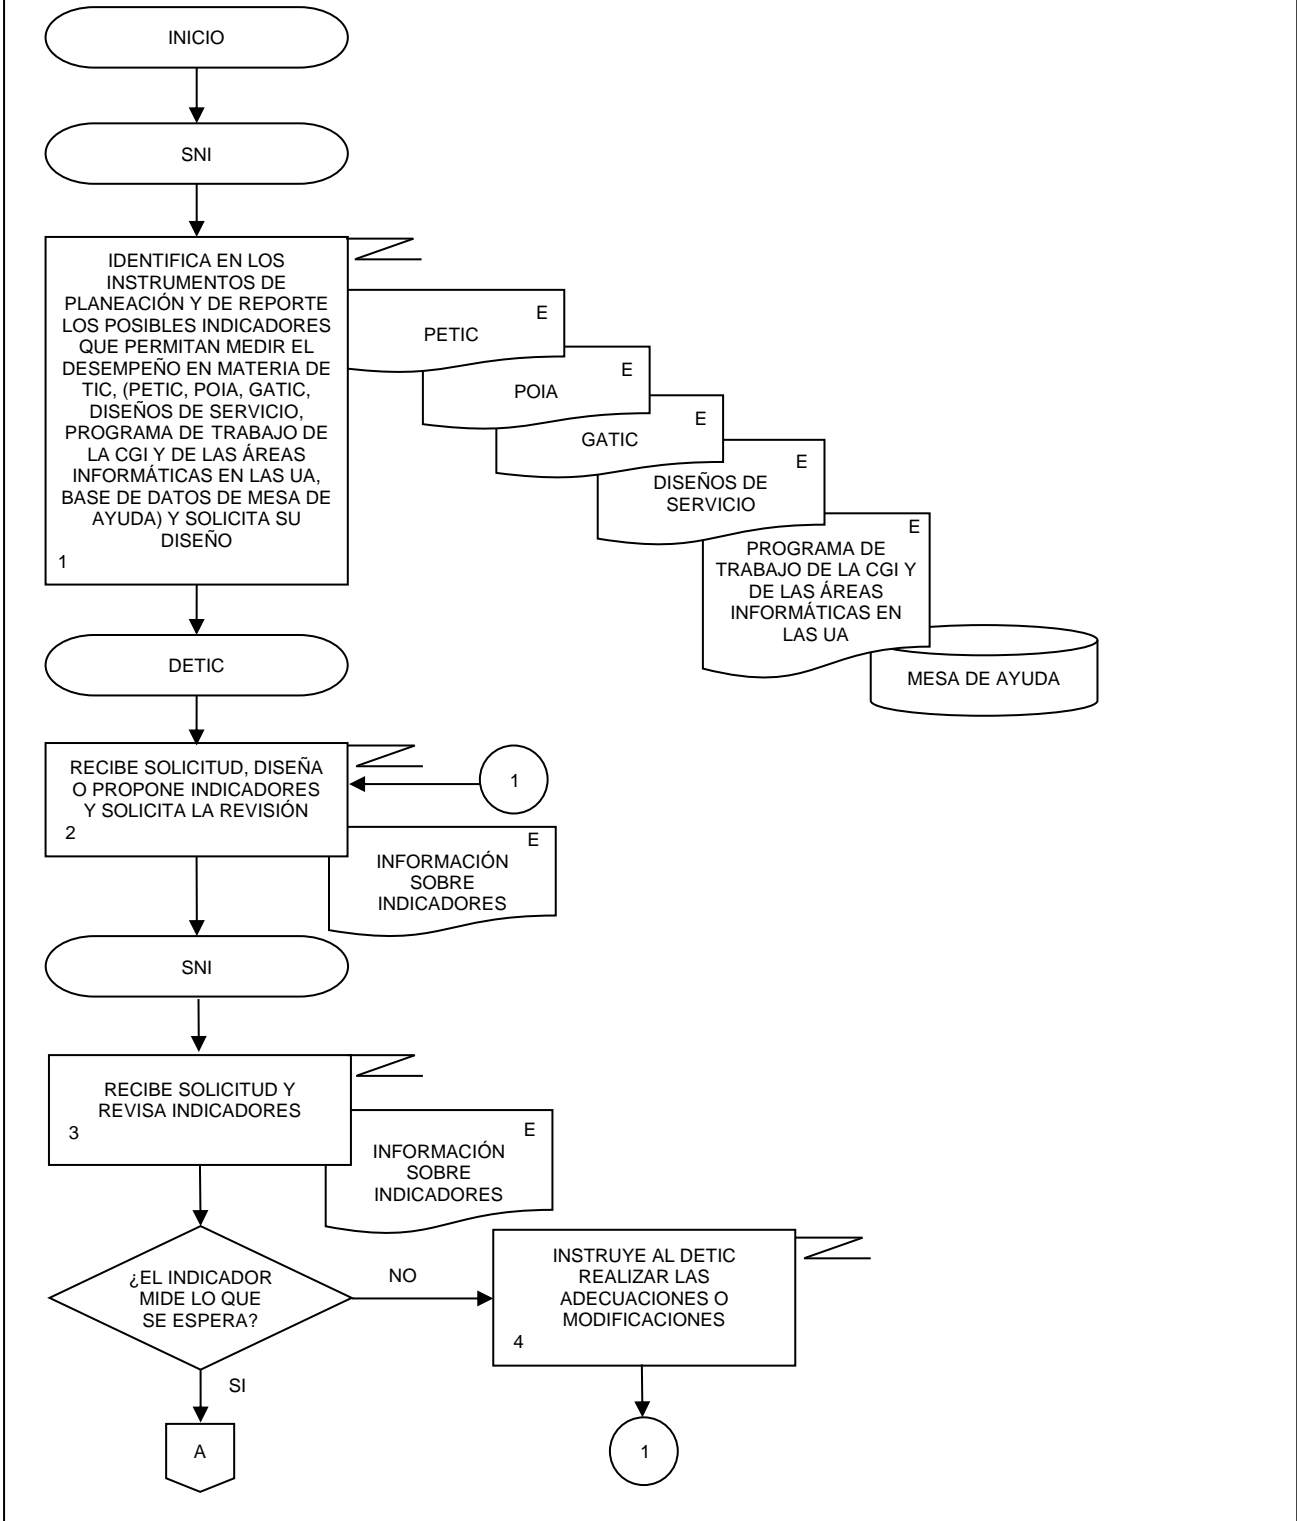 INICIO
SNI
IDENTIFICA EN LOS
INSTRUMENTOS DE
PLANEACIÓN Y DE REPORTE
LOS POSIBLES INDICADORES
QUE PERMITAN MEDIR EL
DESEMPEÑO EN MATERIA DE
TIC, (PETIC, POIA, GATIC,
DISEÑOS DE SERVICIO,
PROGRAMA DE TRABAJO DE
LA CGI Y DE LAS ÁREAS
INFORMÁTICAS EN LAS UA,
BASE DE DATOS DE MESA DE
AYUDA) Y SOLICITA SU
DISEÑO
1
E
PETIC
E
POIA
E
GATIC
E
DISEÑOS DE
SERVICIO
E
PROGRAMA DE
TRABAJO DE LA CGI Y
DE LAS ÁREAS
INFORMÁTICAS EN
LAS UA
MESA DE AYUDA
DETIC
RECIBE SOLICITUD, DISEÑA
O PROPONE INDICADORES
Y SOLICITA LA REVISIÓN
2
1
E
INFORMACIÓN
SOBRE
INDICADORES
SNI
RECIBE SOLICITUD Y
REVISA INDICADORES
3
E
INFORMACIÓN
SOBRE
INDICADORES
¿EL INDICADOR
MIDE LO QUE
SE ESPERA?
NO
INSTRUYE AL DETIC
REALIZAR LAS
ADECUACIONES O
MODIFICACIONES
4
SI
A
1